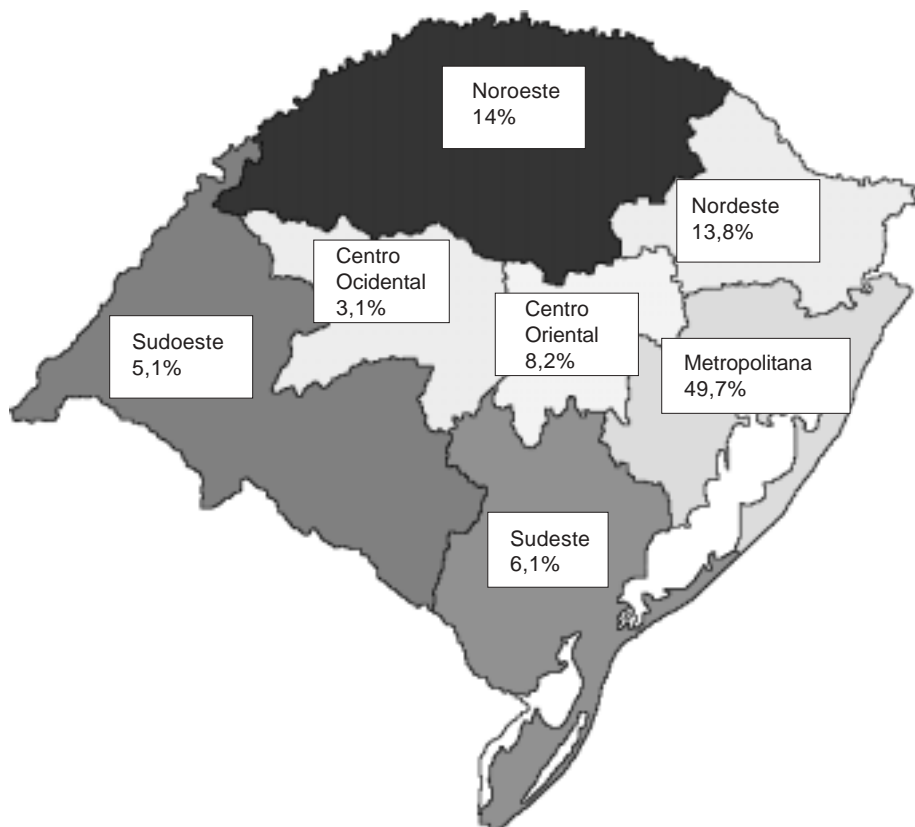 Noroeste
14%
Nordeste
13,8%
Centro
Ocidental
3,1%
Centro
Oriental
8,2%
Sudoeste
5,1%
Metropolitana
49,7%
Sudeste
6,1%